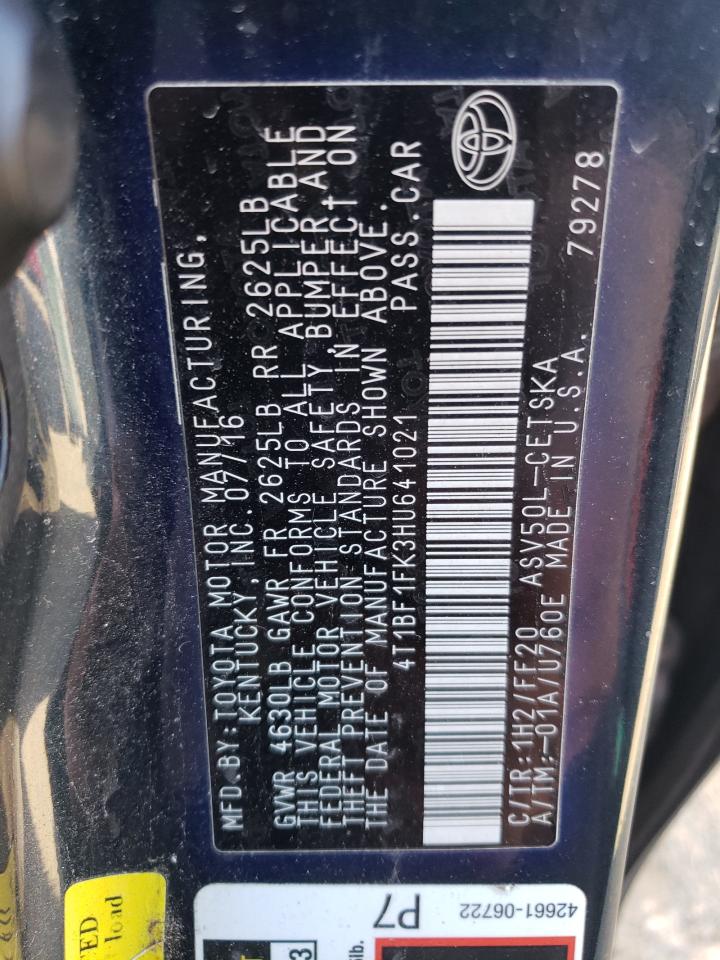 MFD.BY:TOYOTA MOTOR MANUFACTURING,
KENTUCKY, INC.07/16
GVWR 4630LB GAWR FR 2625LB RR 2625LB
THIS VEHICLE CONFORMS TO ALL APPLICABLE
FEDERAL MOTOR VEHICLE SAFETY, BUMPER AND
THEFT PREVENTION STANDARDS IN EFFECT ON
THE DATE OF MANUFACTURE SHOWN ABOVE.
4T1BF1FK3HU641021 PASS.CAR
C/TR:1H2/FF20 ASV50L-CETSKA
A/TM:-01A/U760E MADE IN U.S.A. 79278
42661-06722
P7
load